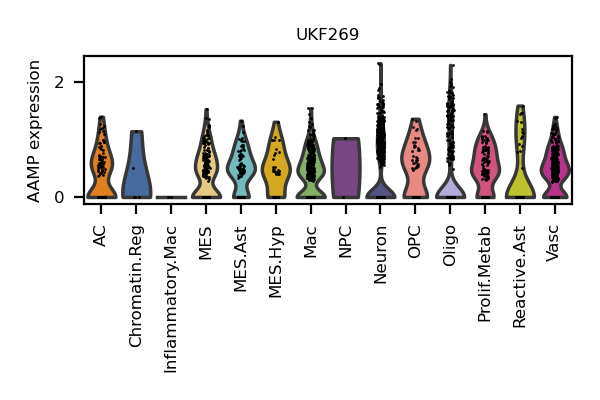 UKF269
AAMP expression
2
0
AC
Chromatin.Reg
Inflammatory.Mac
MES
MES.Ast
MES.Hyp
Mac
NPC
Neuron
OPC
Oligo
Prolif.Metab
Reactive.Ast
Vasc